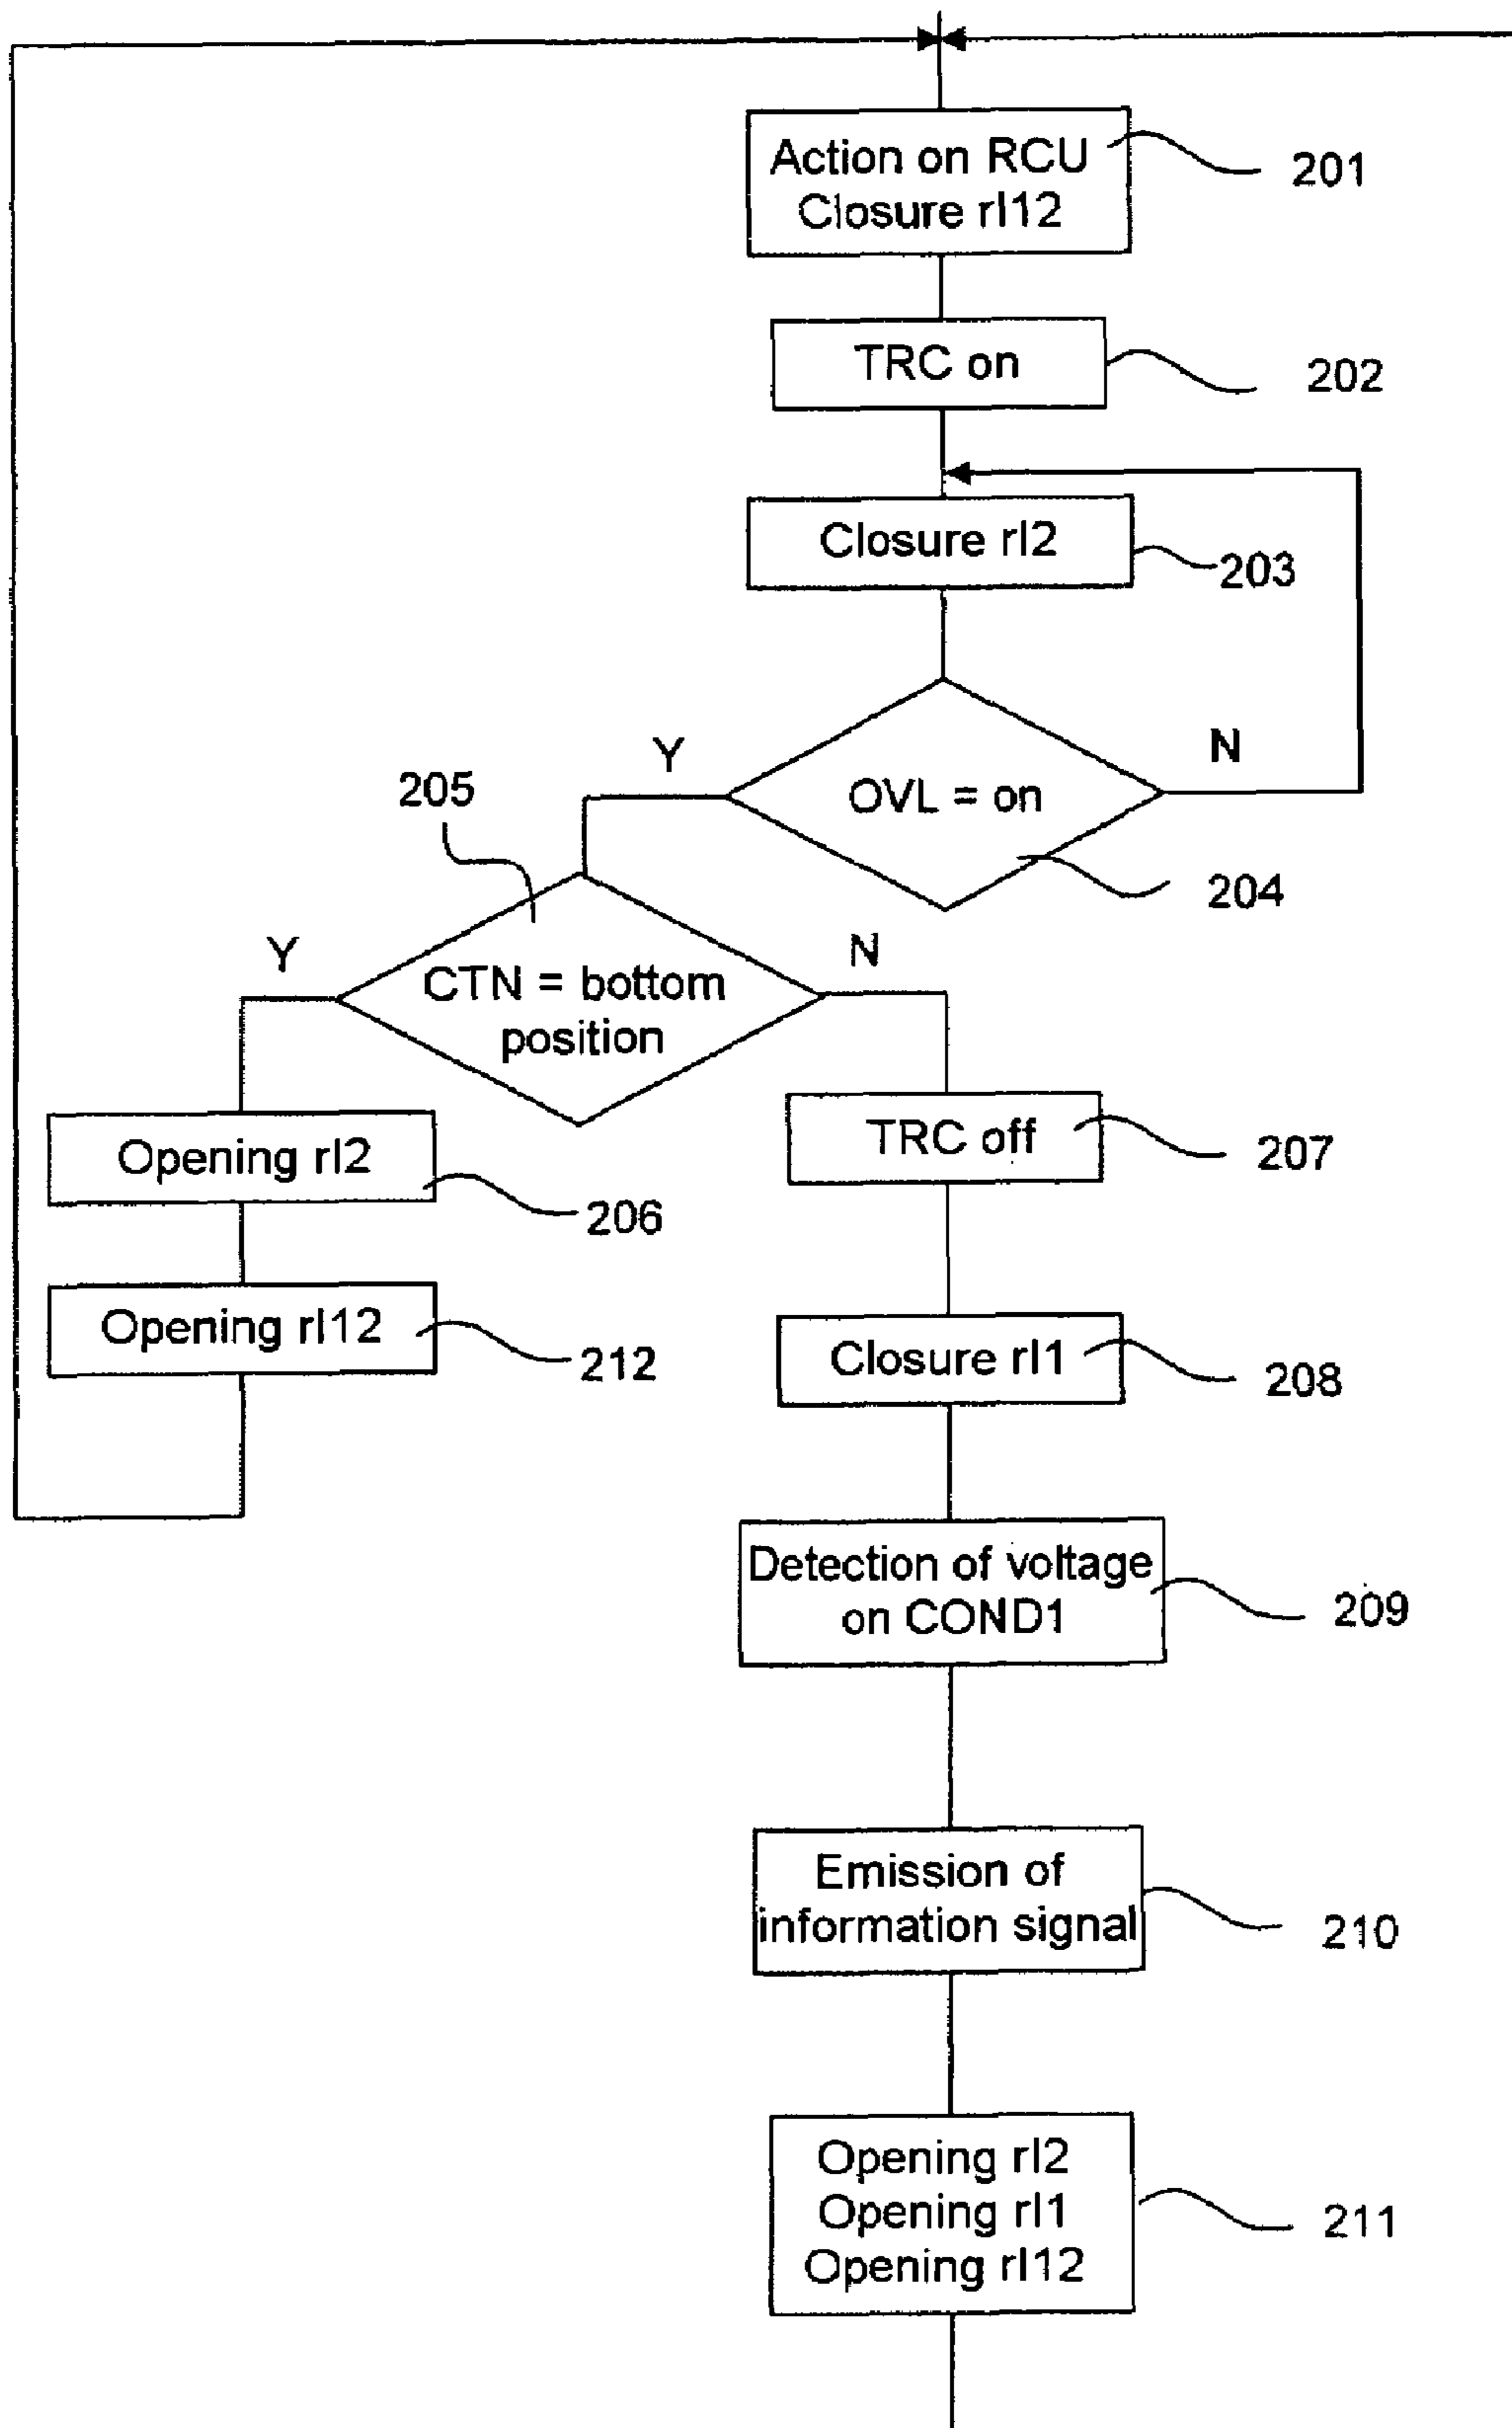 Action on RCU
Closure rl12
201
TRC on
202
Closure rl2
203
OVL = on
Y
N
204
205
CTN = bottom
position
Y
N
Opening rl2
206
TRC off
207
Opening rl12
212
Closure rl1
208
Detection of voltage
on COND1
209
Emission of
information signal
210
Opening rl2
Opening rl1
Opening rl12
211